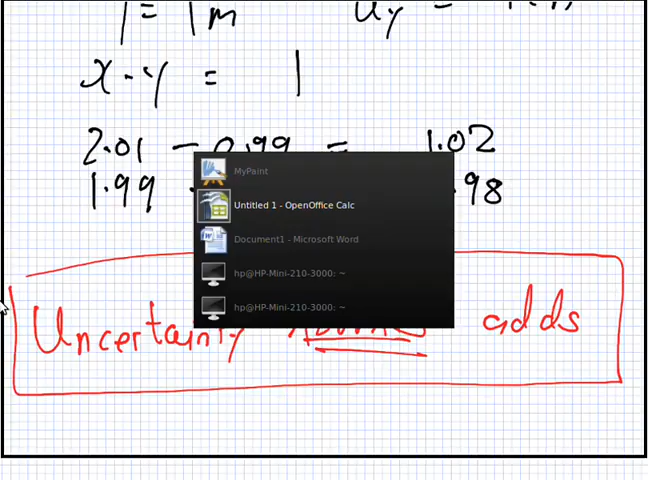 y = 1 m
x - y = 1
2.01 - 0.99 = 1.02
1.99 .98
MyPaint
Untitled 1 - OpenOffice Calc
Document1 - Microsoft Word
hp@HP-Mini-210-3000: ~
hp@HP-Mini-210-3000: ~
Uncertainty adds